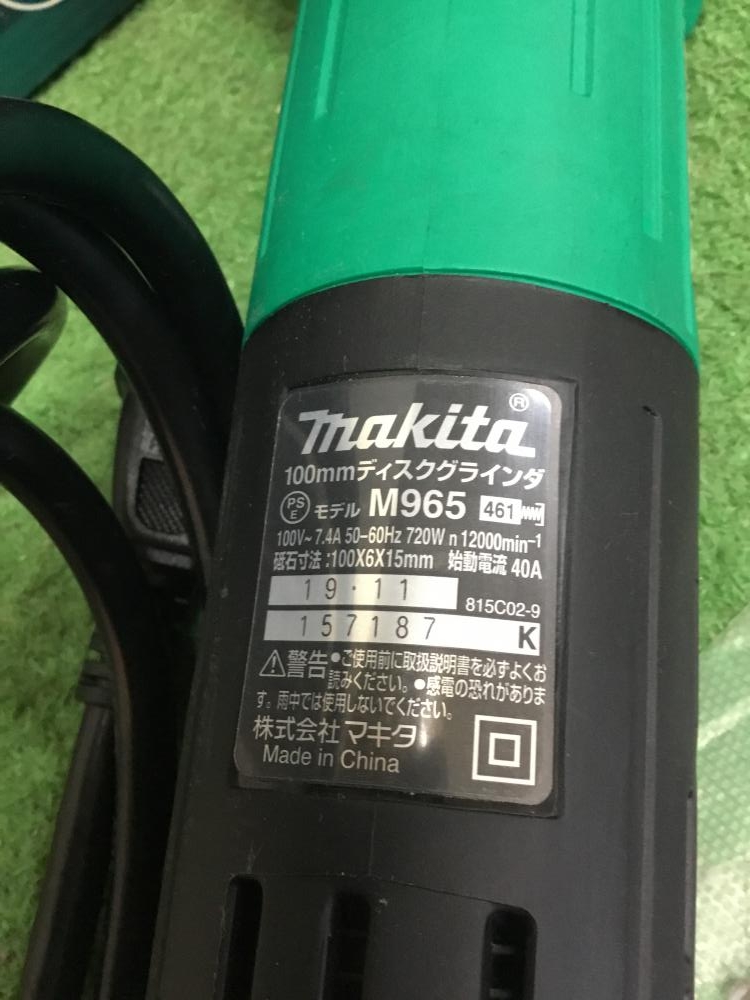 makita®
100mmディスクグラインダ
PS E モデル M965 461
100V~ 7.4A 50-60Hz 720W n 12000min-1
砥石寸法:100X6X15mm 始動電流 40A
19・11 815C02-9
157187 K
⚠警告 ●ご使用前に取扱説明書を必ずよくお
読みください。●感電の恐れがありま
す。雨中では使用しないでください。
株式会社 マキタ
Made in China